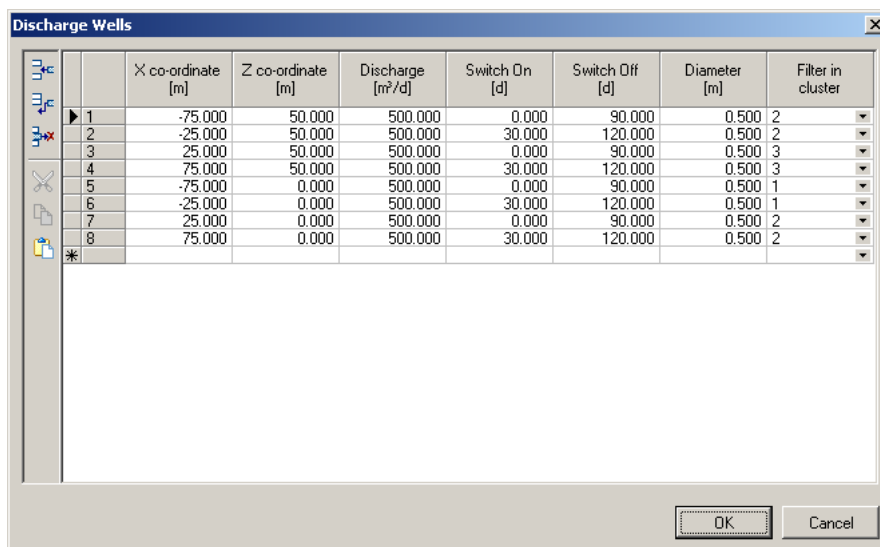 Discharge Wells
X co-ordinate [m] Z co-ordinate [m] Discharge [m³/d] Switch On [d] Switch Off [d] Diameter [m] Filter in cluster
1 -75.000 50.000 500.000 0.000 90.000 0.500 2
2 -25.000 50.000 500.000 30.000 120.000 0.500 2
3 25.000 50.000 500.000 0.000 90.000 0.500 3
4 75.000 50.000 500.000 30.000 120.000 0.500 3
5 -75.000 0.000 500.000 0.000 90.000 0.500 1
6 -25.000 0.000 500.000 30.000 120.000 0.500 1
7 25.000 0.000 500.000 0.000 90.000 0.500 2
8 75.000 0.000 500.000 30.000 120.000 0.500 2
OK Cancel